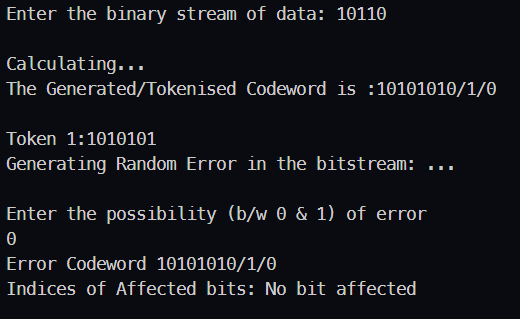 Enter the binary stream of data: 10110
Calculating...
The Generated/Tokenised Codeword is :10101010/1/0
Token 1:1010101
Generating Random Error in the bitstream: ...
Enter the possibility (b/w 0 & 1) of error
0
Error Codeword 10101010/1/0
Indices of Affected bits: No bit affected